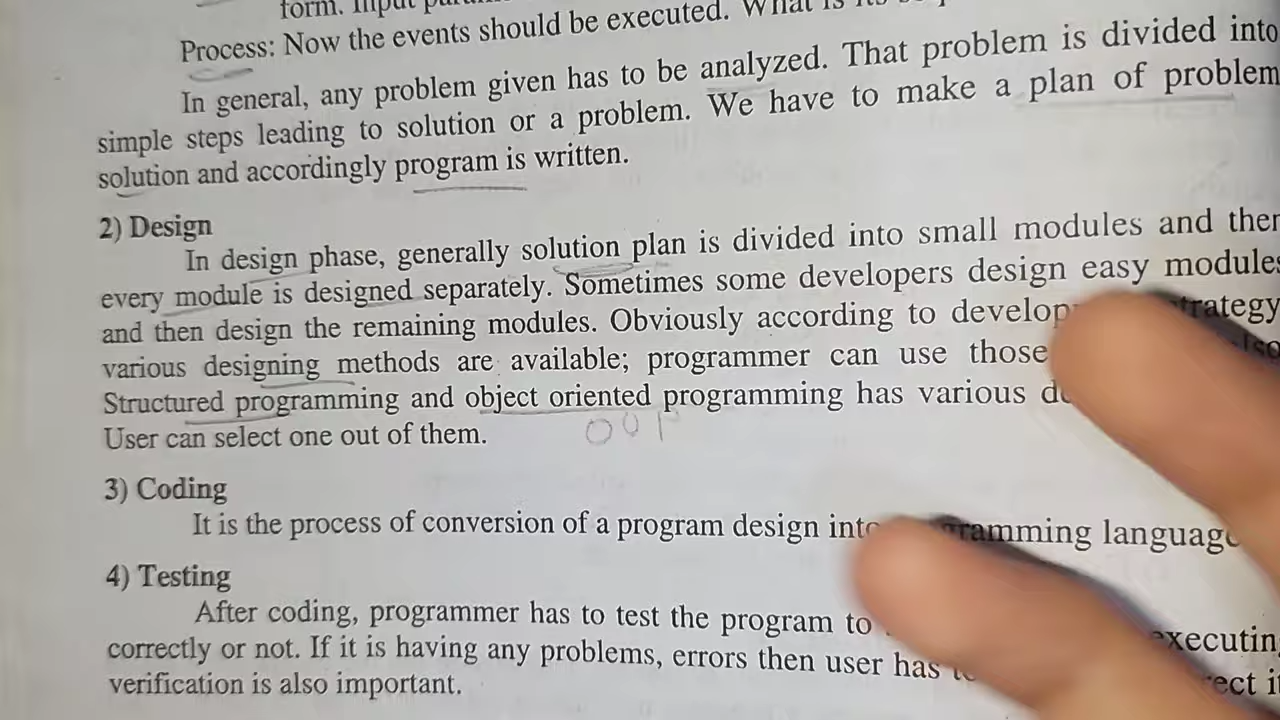 form. Input
Process: Now the events should be executed. What is its
In general, any problem given has to be analyzed. That problem is divided into
simple steps leading to solution or a problem. We have to make a plan of problem
solution and accordingly program is written.
2) Design
In design phase, generally solution plan is divided into small modules and then
every module is designed separately. Sometimes some developers design easy modules
and then design the remaining modules. Obviously according to develop trategy
various designing methods are available; programmer can use those also
Structured programming and object oriented programming has various
User can select one out of them.
OOP
3) Coding
It is the process of conversion of a program design into gramming language
4) Testing
After coding, programmer has to test the program to executin
correctly or not. If it is having any problems, errors then user has rect it
verification is also important.